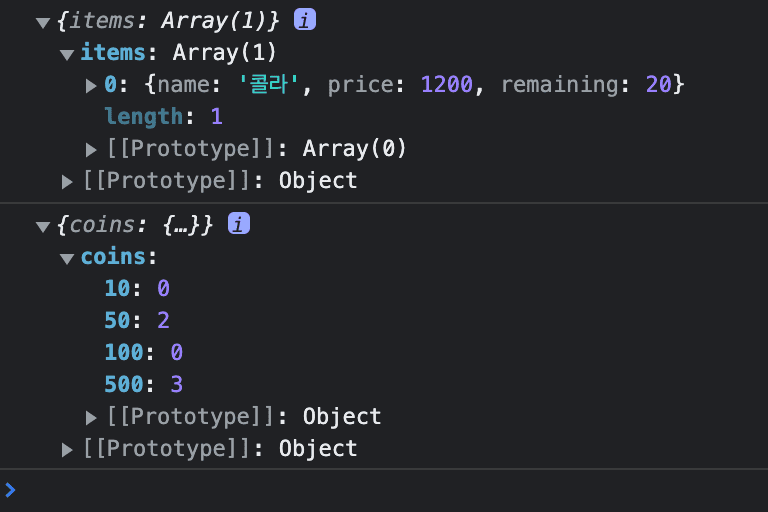 ▼{items: Array(1)} i
▼items: Array(1)
▶0: {name: '콜라', price: 1200, remaining: 20}
length: 1
▶[[Prototype]]: Array(0)
▶[[Prototype]]: Object
▼{coins: {…}} i
▼coins:
10: 0
50: 2
100: 0
500: 3
▶[[Prototype]]: Object
▶[[Prototype]]: Object
>